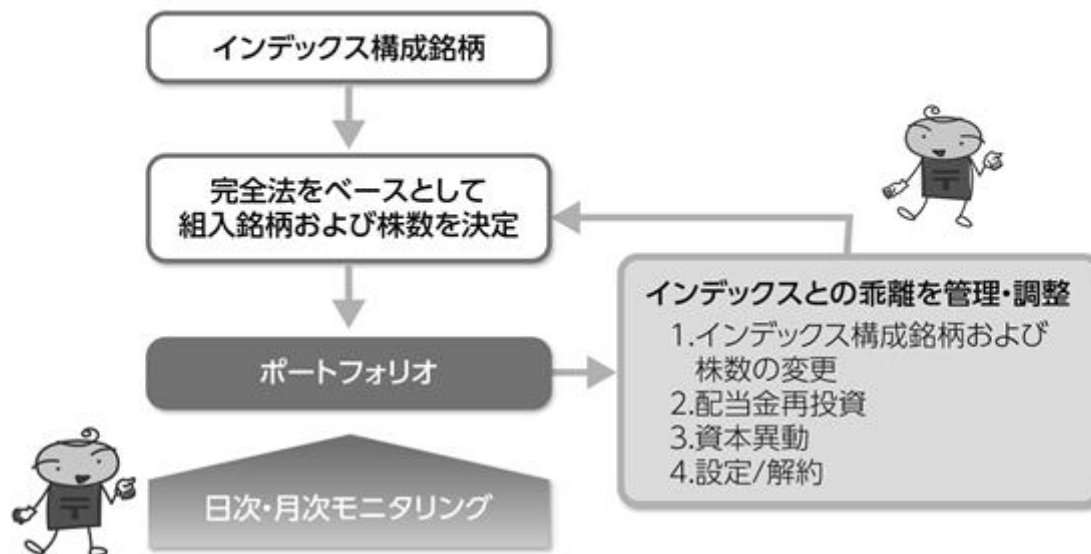 インデックス構成銘柄
完全法をベースとして
組入銘柄および株数を決定
ポートフォリオ
日次・月次モニタリング
インデックスとの乖離を管理・調整
1.インデックス構成銘柄および
株数の変更
2.配当金再投資
3.資本異動
4.設定/解約
〒
〒